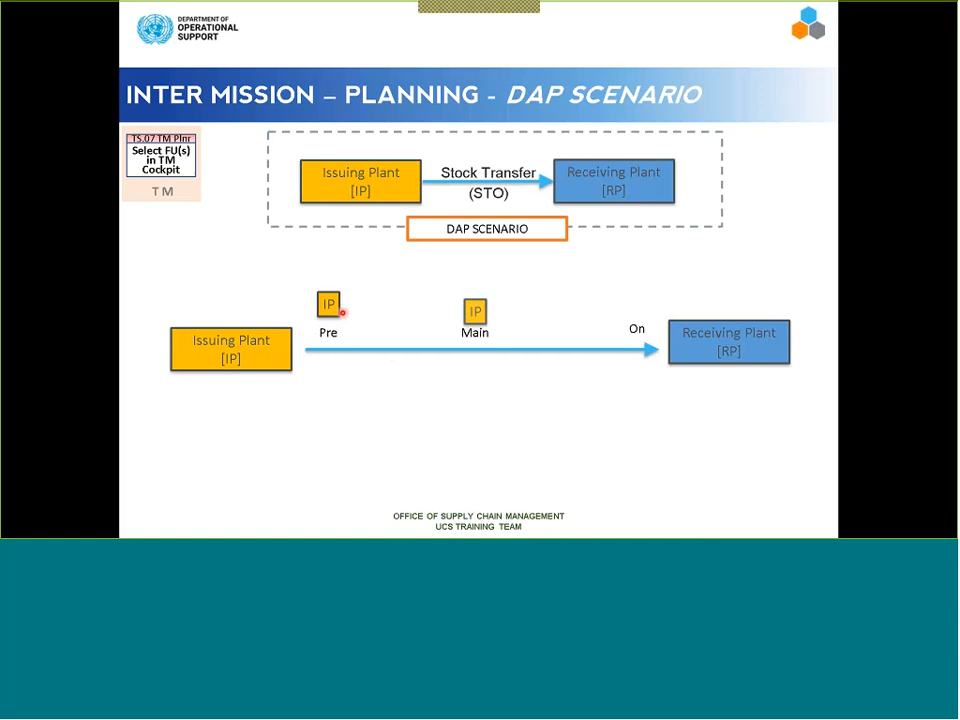 DEPARTMENT OF
OPERATIONAL
SUPPORT
INTER MISSION – PLANNING - DAP SCENARIO
TS.07 TM Plnr
Select FU(s)
in TM
Cockpit
TM
Issuing Plant
[IP]
Stock Transfer
(STO)
Receiving Plant
[RP]
DAP SCENARIO
IP
IP
Pre
Main
On
Issuing Plant
[IP]
Receiving Plant
[RP]
OFFICE OF SUPPLY CHAIN MANAGEMENT
UCS TRAINING TEAM